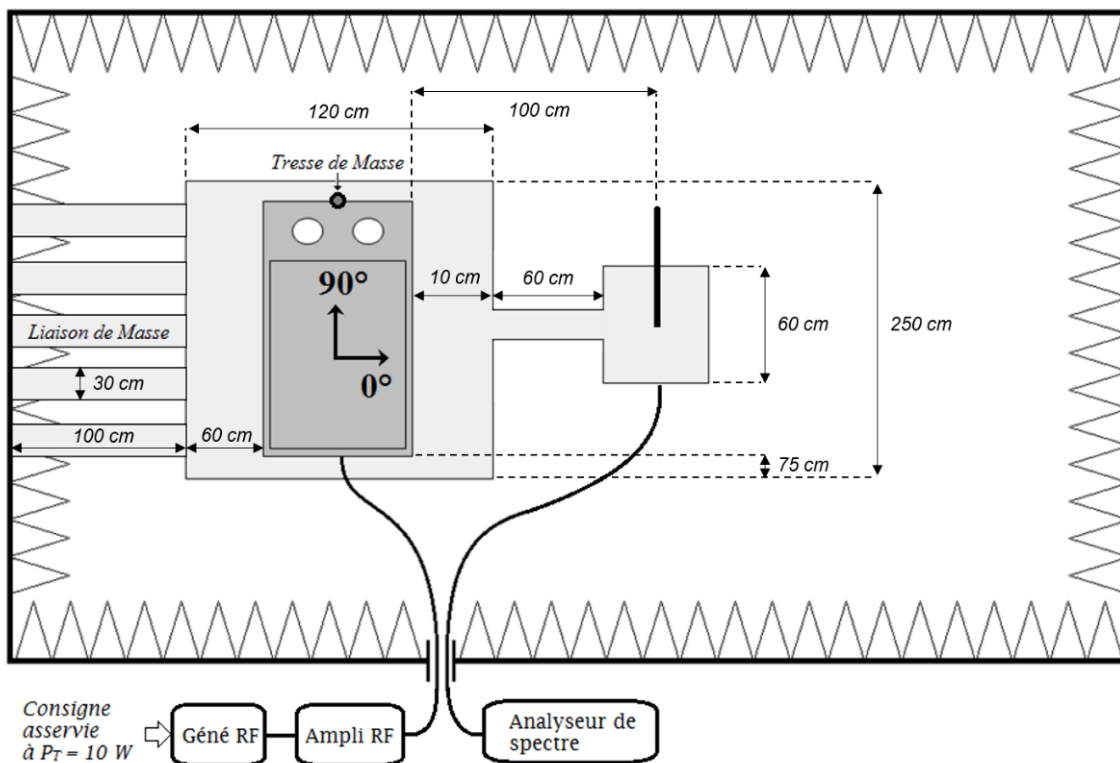 120 cm
100 cm
Tresse de Masse
90°
0°
10 cm
60 cm
Liaison de Masse
30 cm
100 cm
60 cm
60 cm
250 cm
75 cm
Consigne
asservie
à PT = 10 W
Géné RF
Ampli RF
Analyseur de
spectre